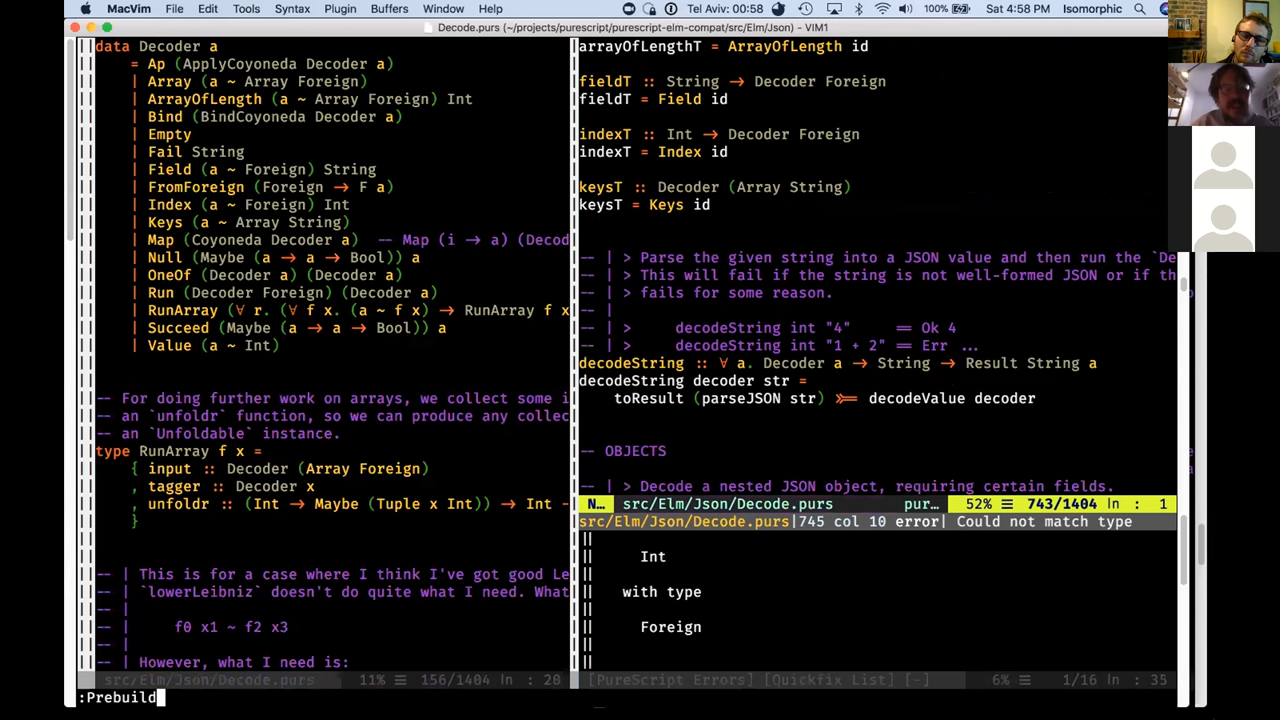 MacVim File Edit Tools Syntax Plugin Buffers Window Help Tel Aviv: 00:58 100% Sat 4:58 PM Isomorphic
Decode.purs (~/projects/purescript-elm-compat/src/Elm/Json) - VIM1
data Decoder a
= Ap (ApplyCoyoneda Decoder a)
| Array (a ~ Array Foreign)
| ArrayOfLength (a ~ Array Foreign) Int
| Bind (BindCoyoneda Decoder a)
| Empty
| Fail String
| Field (a ~ Foreign) String
| FromForeign (Foreign → F a)
| Index (a ~ Foreign) Int
| Keys (a ~ Array String)
| Map (Coyoneda Decoder a) -- Map (i → a) (Decod
| Null (Maybe (a → a → Bool)) a
| OneOf (Decoder a) (Decoder a)
| Run (Decoder Foreign) (Decoder a)
| RunArray (∀ r. (∀ f x. (a ~ f x) → RunArray f x
| Succeed (Maybe (a → a → Bool)) a
| Value (a ~ Int)
-- For doing further work on arrays, we collect some i
-- an `unfoldr` function, so we can produce any collec
-- an `Unfoldable` instance.
type RunArray f x =
{ input :: Decoder (Array Foreign)
, tagger :: Decoder x
, unfoldr :: (Int → Maybe (Tuple x Int)) → Int -
}
-- | This is for a case where I think I've got good Le
-- | `lowerLeibniz` doesn't do quite what I need. What
-- |
-- | f0 x1 ~ f2 x3
-- |
-- | However, what I need is:
src/Elm/Json/Decode.purs 11% ☰ 156/1404 ln : 20
arrayOfLengthT = ArrayOfLength id
fieldT :: String → Decoder Foreign
fieldT = Field id
indexT :: Int → Decoder Foreign
indexT = Index id
keysT :: Decoder (Array String)
keysT = Keys id
-- | > Parse the given string into a JSON value and then run the `De
-- | > This will fail if the string is not well-formed JSON or if th
-- | > fails for some reason.
-- |
-- | > decodeString int "4" == Ok 4
-- | > decodeString int "1 + 2" == Err ...
decodeString :: ∀ a. Decoder a → String → Result String a
decodeString decoder str =
toResult (parseJSON str) >>= decodeValue decoder
-- OBJECTS
-- | > Decode a nested JSON object, requiring certain fields.
N… src/Elm/Json/Decode.purs pur… 52% ☰ 743/1404 ln : 1
src/Elm/Json/Decode.purs|745 col 10 error| Could not match type
||
|| Int
||
|| with type
||
|| Foreign
||
||
[PureScript Errors] [Quickfix List] [-] 6% ☰ 1/16 ln : 35
:Prebuild